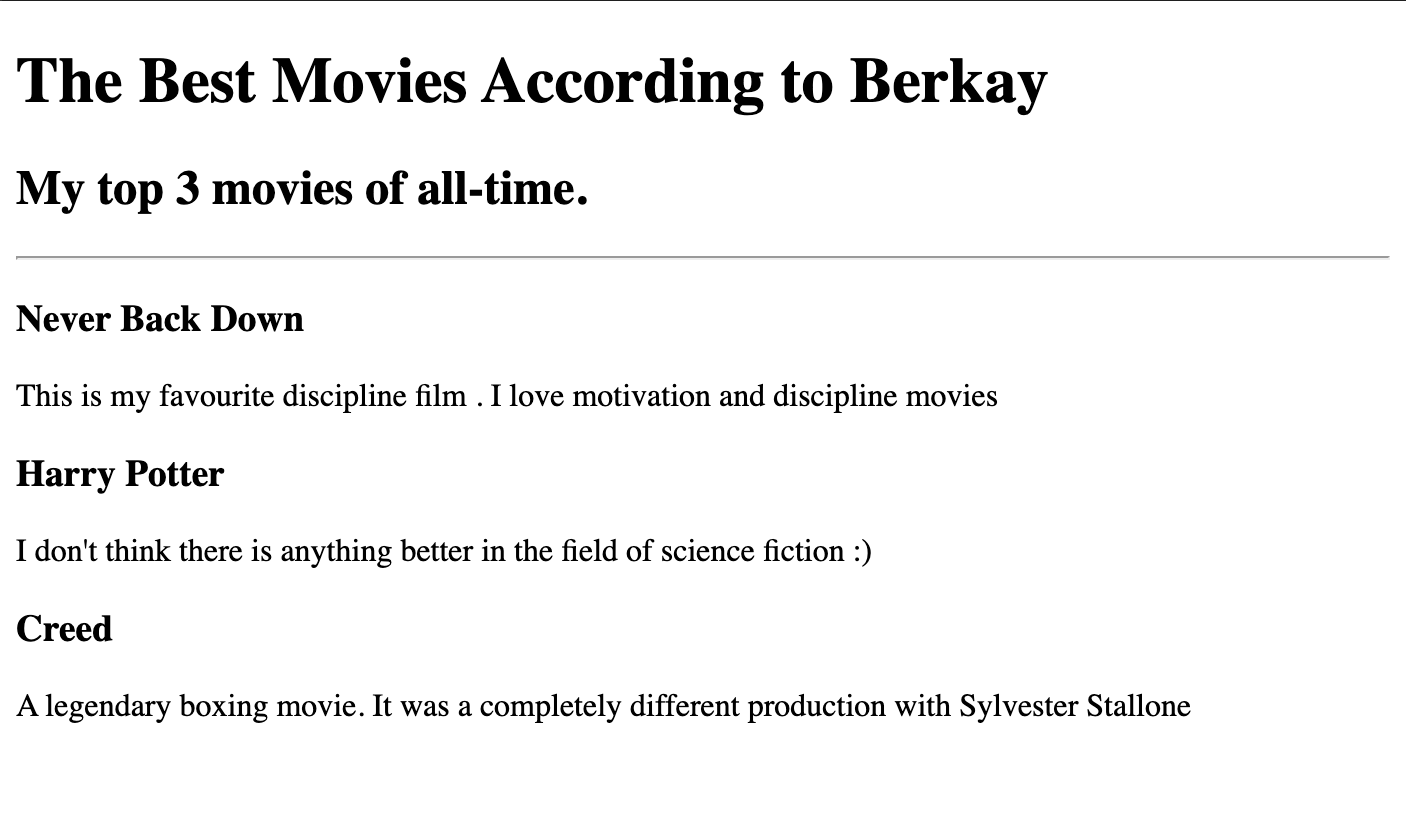 The Best Movies According to Berkay
My top 3 movies of all-time.
Never Back Down
This is my favourite discipline film . I love motivation and discipline movies
Harry Potter
I don't think there is anything better in the field of science fiction :)
Creed
A legendary boxing movie. It was a completely different production with Sylvester Stallone